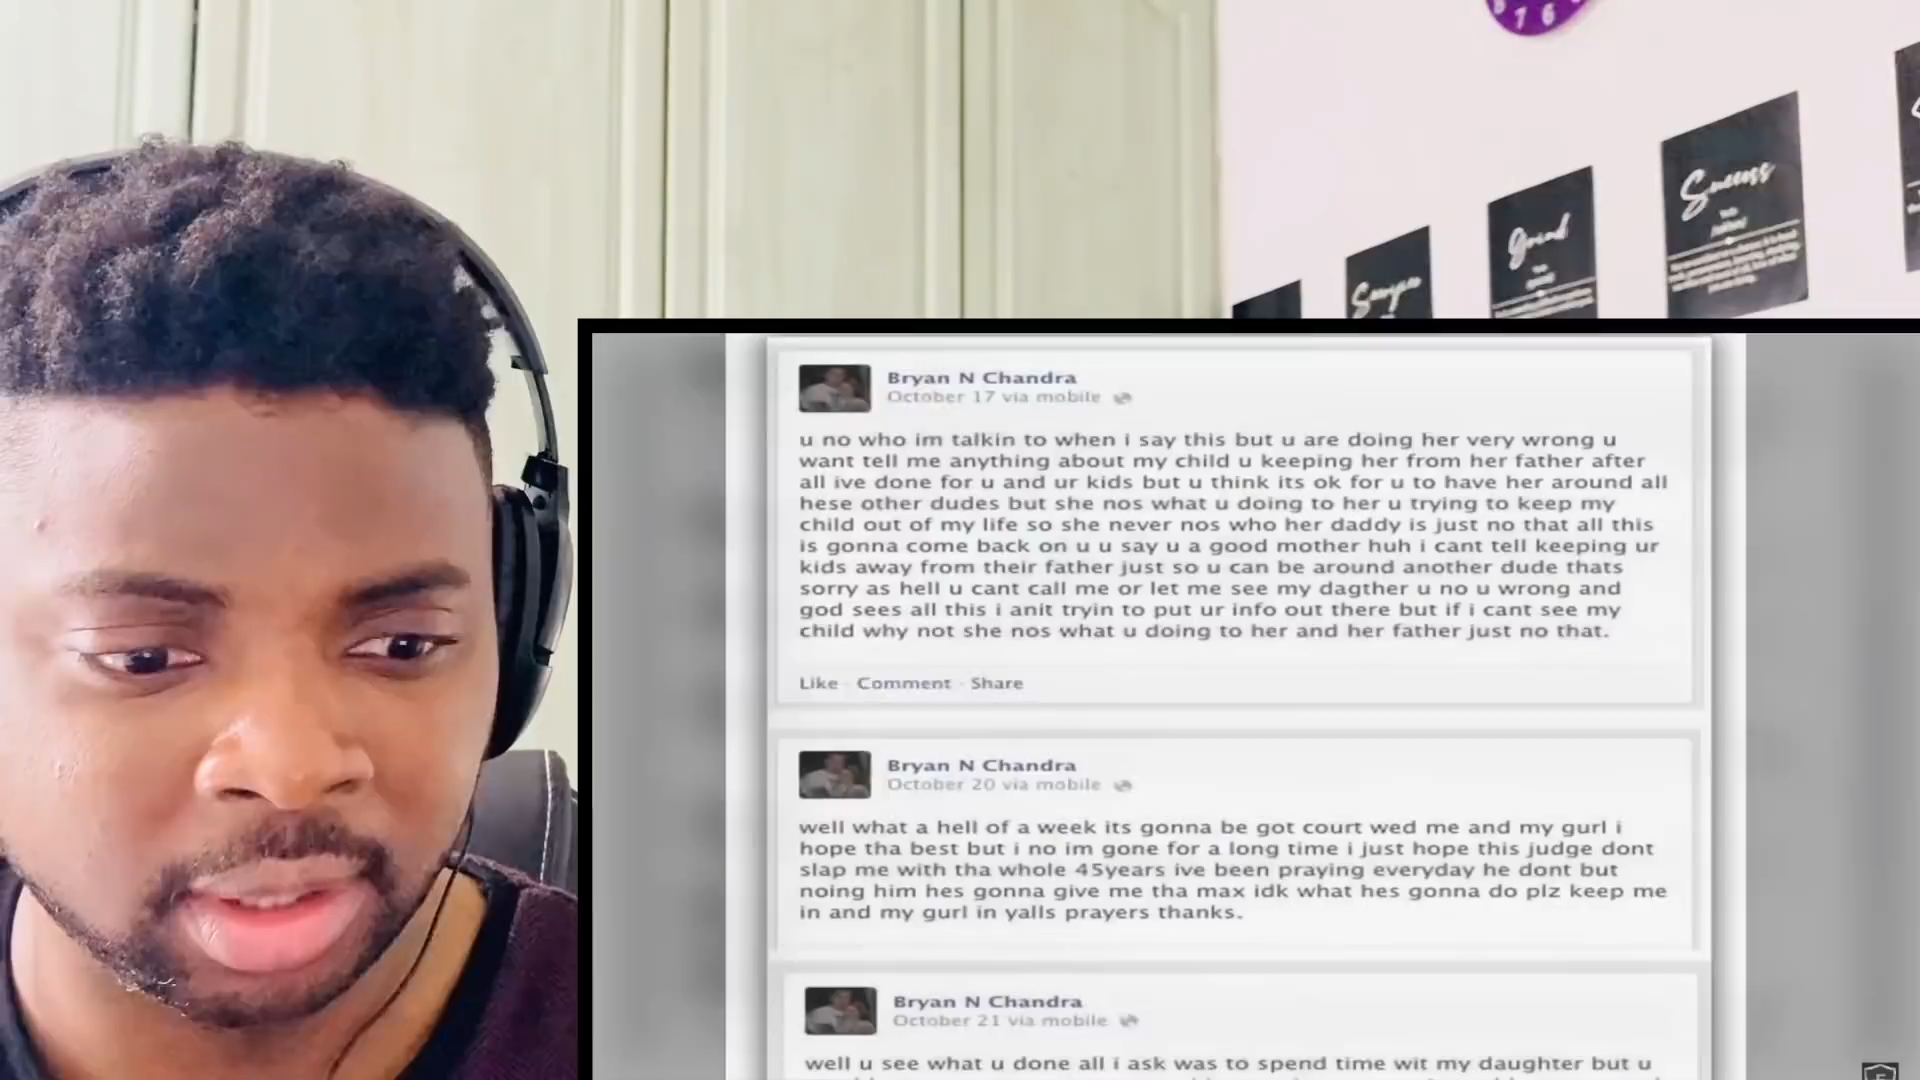 8 7 6
Success
Grind
Bryan N Chandra
October 17 via mobile
u no who im talkin to when i say this but u are doing her very wrong u
want tell me anything about my child u keeping her from her father after
all ive done for u and ur kids but u think its ok for u to have her around all
hese other dudes but she nos what u doing to her u trying to keep my
child out of my life so she never nos who her daddy is just no that all this
is gonna come back on u u say u a good mother huh i cant tell keeping ur
kids away from their father just so u can be around another dude thats
sorry as hell u cant call me or let me see my dagther u no u wrong and
god sees all this i anit tryin to put ur info out there but if i cant see my
child why not she nos what u doing to her and her father just no that.
Like · Comment · Share
Bryan N Chandra
October 20 via mobile
well what a hell of a week its gonna be got court wed me and my gurl i
hope tha best but i no im gone for a long time i just hope this judge dont
slap me with tha whole 45years ive been praying everyday he dont but
noing him hes gonna give me tha max idk what hes gonna do plz keep me
in and my gurl in yalls prayers thanks.
Bryan N Chandra
October 21 via mobile
well u see what u done all i ask was to spend time wit my daughter but u